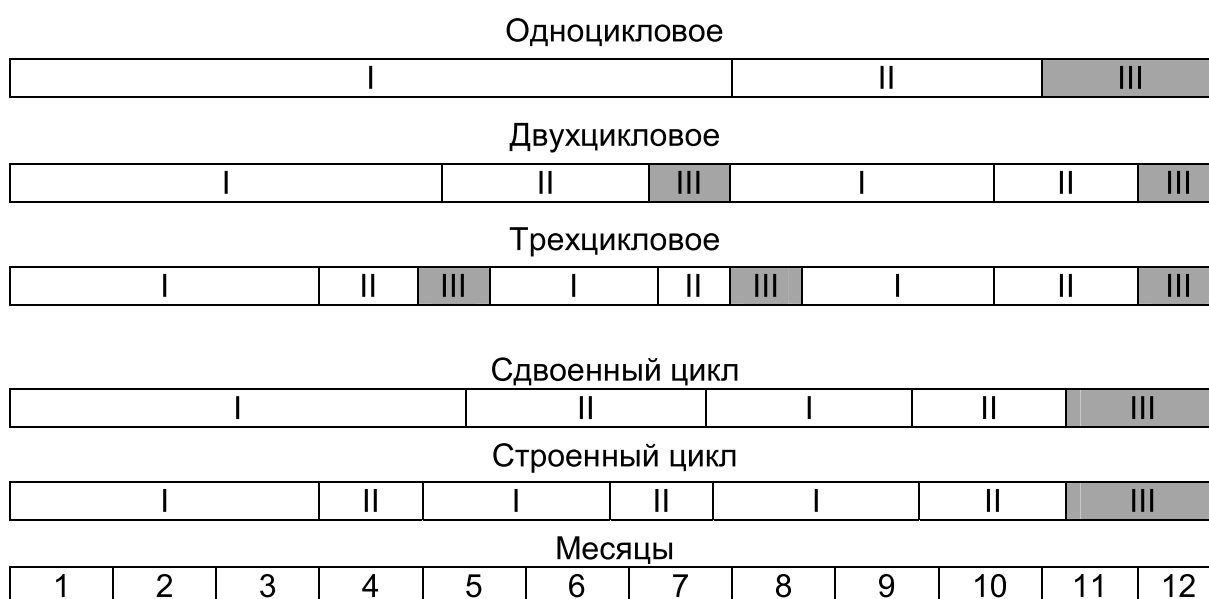 Одноцикловое
I II III
Двухцикловое
I II III I II III
Трехцикловое
I II III I II III I II III
Сдвоенный цикл
I II I II III
Строенный цикл
I II I II I II III
Месяцы
1 2 3 4 5 6 7 8 9 10 11 12